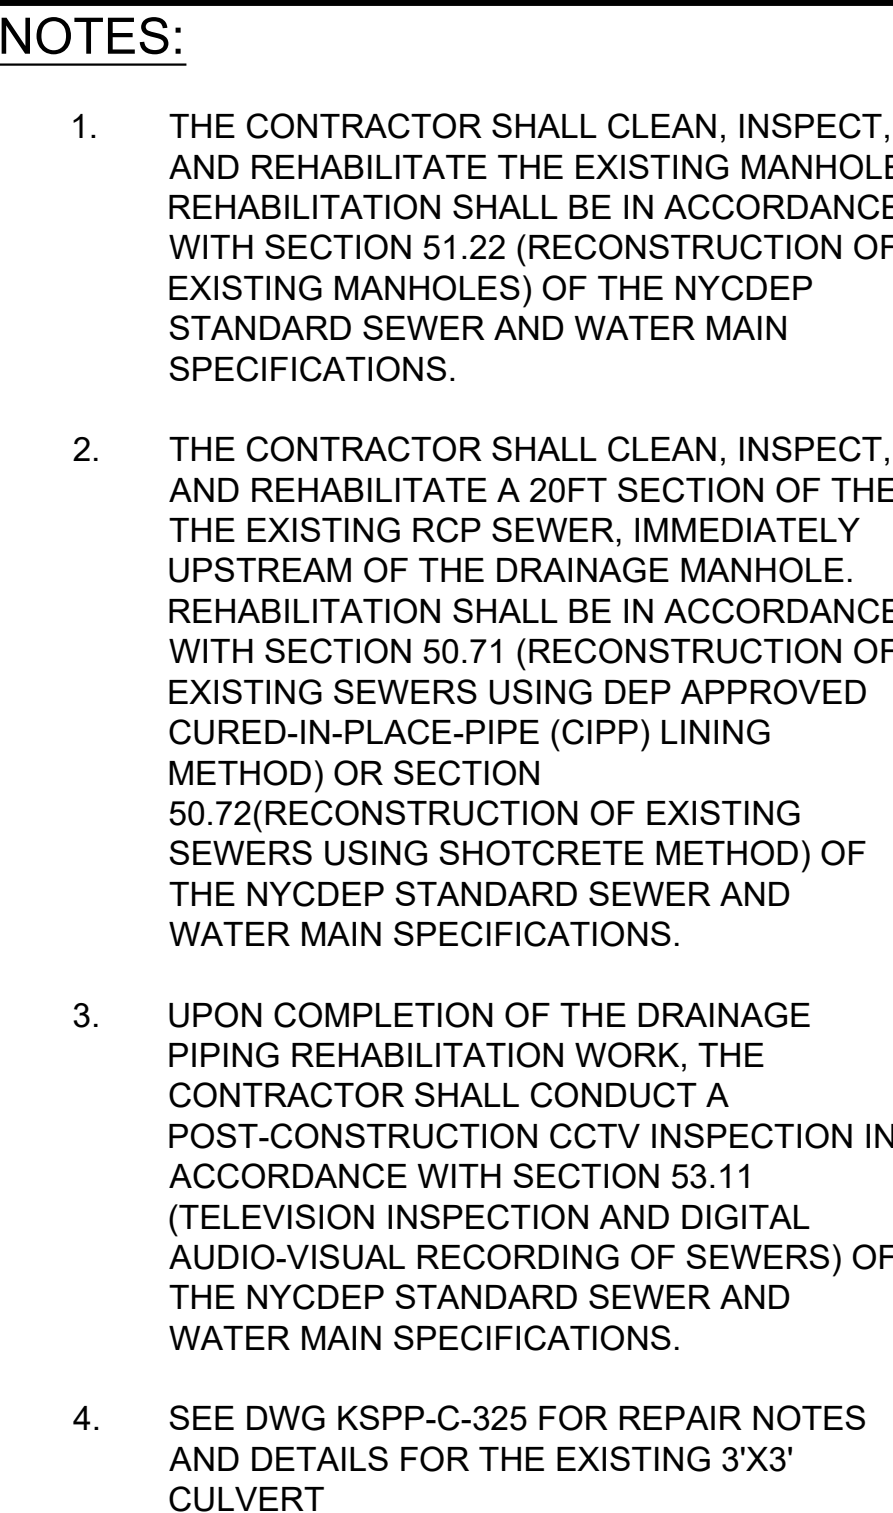 NOTES:
1. THE CONTRACTOR SHALL CLEAN, INSPECT,
AND REHABILITATE THE EXISTING MANHOLE
REHABILITATION SHALL BE IN ACCORDANCE
WITH SECTION 51.22 (RECONSTRUCTION OF
EXISTING MANHOLES) OF THE NYCDEP
STANDARD SEWER AND WATER MAIN
SPECIFICATIONS.
2. THE CONTRACTOR SHALL CLEAN, INSPECT,
AND REHABILITATE A 20FT SECTION OF THE
THE EXISTING RCP SEWER, IMMEDIATELY
UPSTREAM OF THE DRAINAGE MANHOLE.
REHABILITATION SHALL BE IN ACCORDANCE
WITH SECTION 50.71 (RECONSTRUCTION OF
EXISTING SEWERS USING DEP APPROVED
CURED-IN-PLACE-PIPE (CIPP) LINING
METHOD) OR SECTION
50.72(RECONSTRUCTION OF EXISTING
SEWERS USING SHOTCRETE METHOD) OF
THE NYCDEP STANDARD SEWER AND
WATER MAIN SPECIFICATIONS.
3. UPON COMPLETION OF THE DRAINAGE
PIPING REHABILITATION WORK, THE
CONTRACTOR SHALL CONDUCT A
POST-CONSTRUCTION CCTV INSPECTION IN
ACCORDANCE WITH SECTION 53.11
(TELEVISION INSPECTION AND DIGITAL
AUDIO-VISUAL RECORDING OF SEWERS) OF
THE NYCDEP STANDARD SEWER AND
WATER MAIN SPECIFICATIONS.
4. SEE DWG KSPP-C-325 FOR REPAIR NOTES
AND DETAILS FOR THE EXISTING 3'X3'
CULVERT